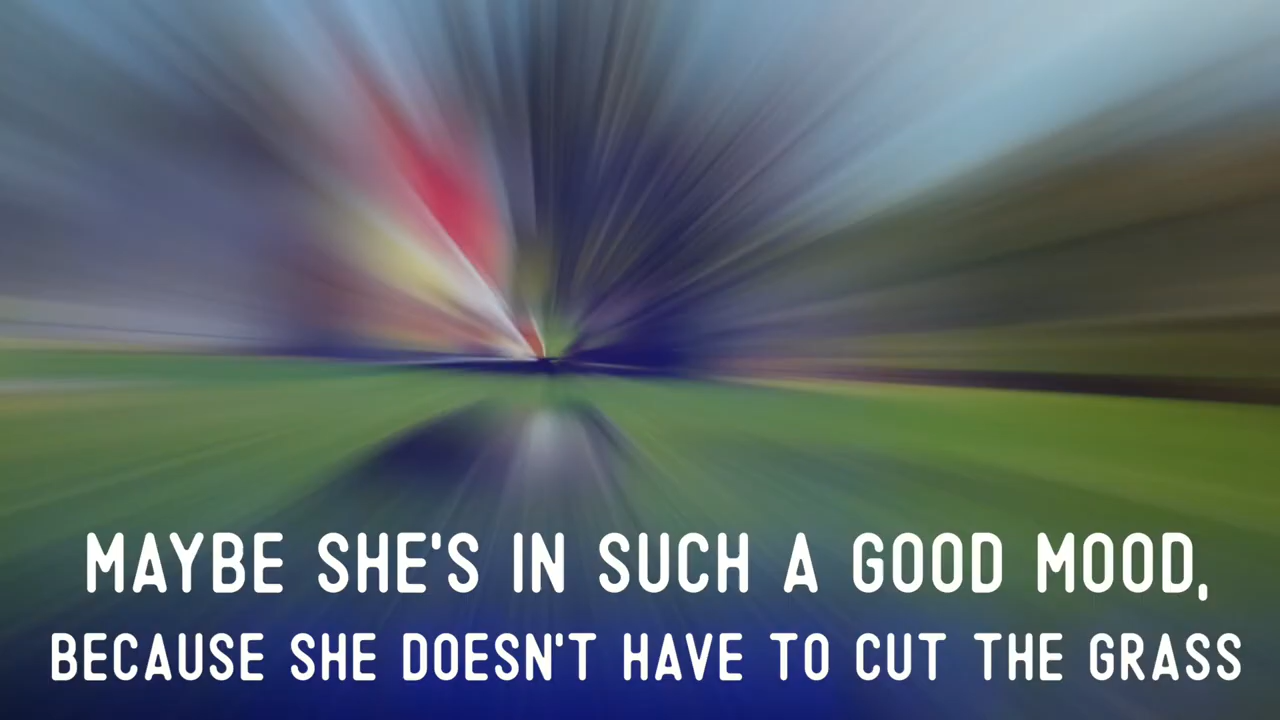 MAYBE SHE'S IN SUCH A GOOD MOOD,
BECAUSE SHE DOESN'T HAVE TO CUT THE GRASS